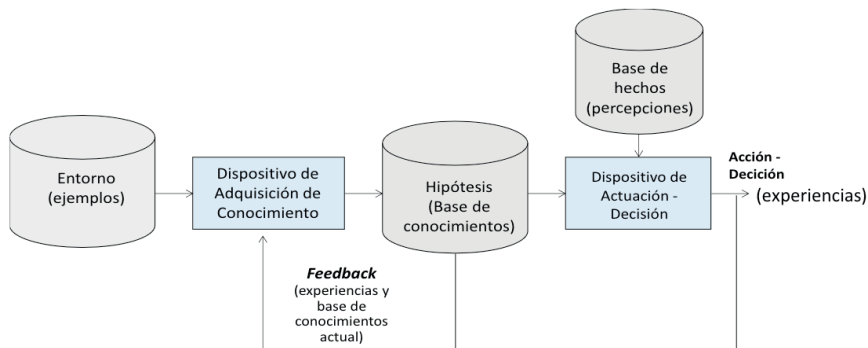 Entorno
(ejemplos)
Dispositivo de
Adquisición de
Conocimiento
Hipótesis
(Base de
conocimientos)
Base de
hechos
(percepciones)
Dispositivo de
Actuación -
Decisión
Acción -
Decición
(experiencias)
Feedback
(experiencias y
base de
conocimientos
actual)